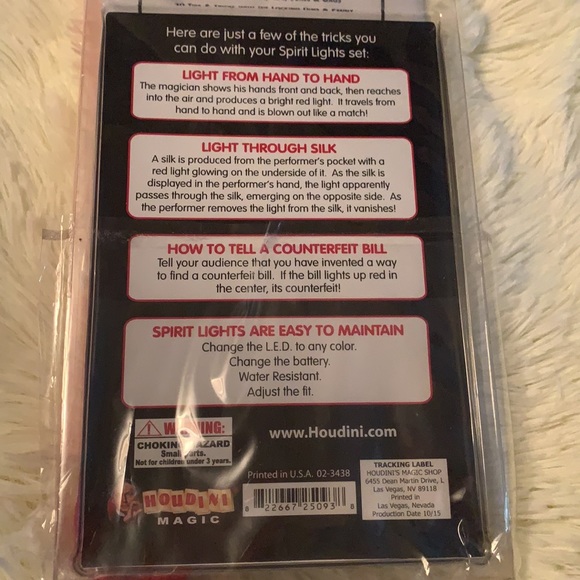 Here are just a few of the tricks you
can do with your Spirit Lights set:
LIGHT FROM HAND TO HAND
The magician shows his hands front and back, then reaches
into the air and produces a bright red light. It travels from
hand to hand and is blown out like a match!
LIGHT THROUGH SILK
A silk is produced from the performer's pocket with a
red light glowing on the underside of it. As the silk is
displayed in the performer's hand, the light apparently
passes through the silk, emerging on the opposite side. As
the performer removes the light from the silk, it vanishes!
HOW TO TELL A COUNTERFEIT BILL
Tell your audience that you have invented a way
to find a counterfeit bill. If the bill lights up red in
the center, its counterfeit!
SPIRIT LIGHTS ARE EASY TO MAINTAIN
Change the L.E.D. to any color.
Change the battery.
Water Resistant.
Adjust the fit.
WARNING:
CHOKING HAZARD
Small parts.
Not for children under 3 years.
www.Houdini.com
Printed in U.S.A. 02-3438
HOUDINI
MAGIC
8 22667 25093 8
TRACKING LABEL
HOUDINI'S MAGIC SHOP
6455 Dean Martin Drive, L
Las Vegas, NV 89118
Printed in
Las Vegas, Nevada
Production Date 10/15